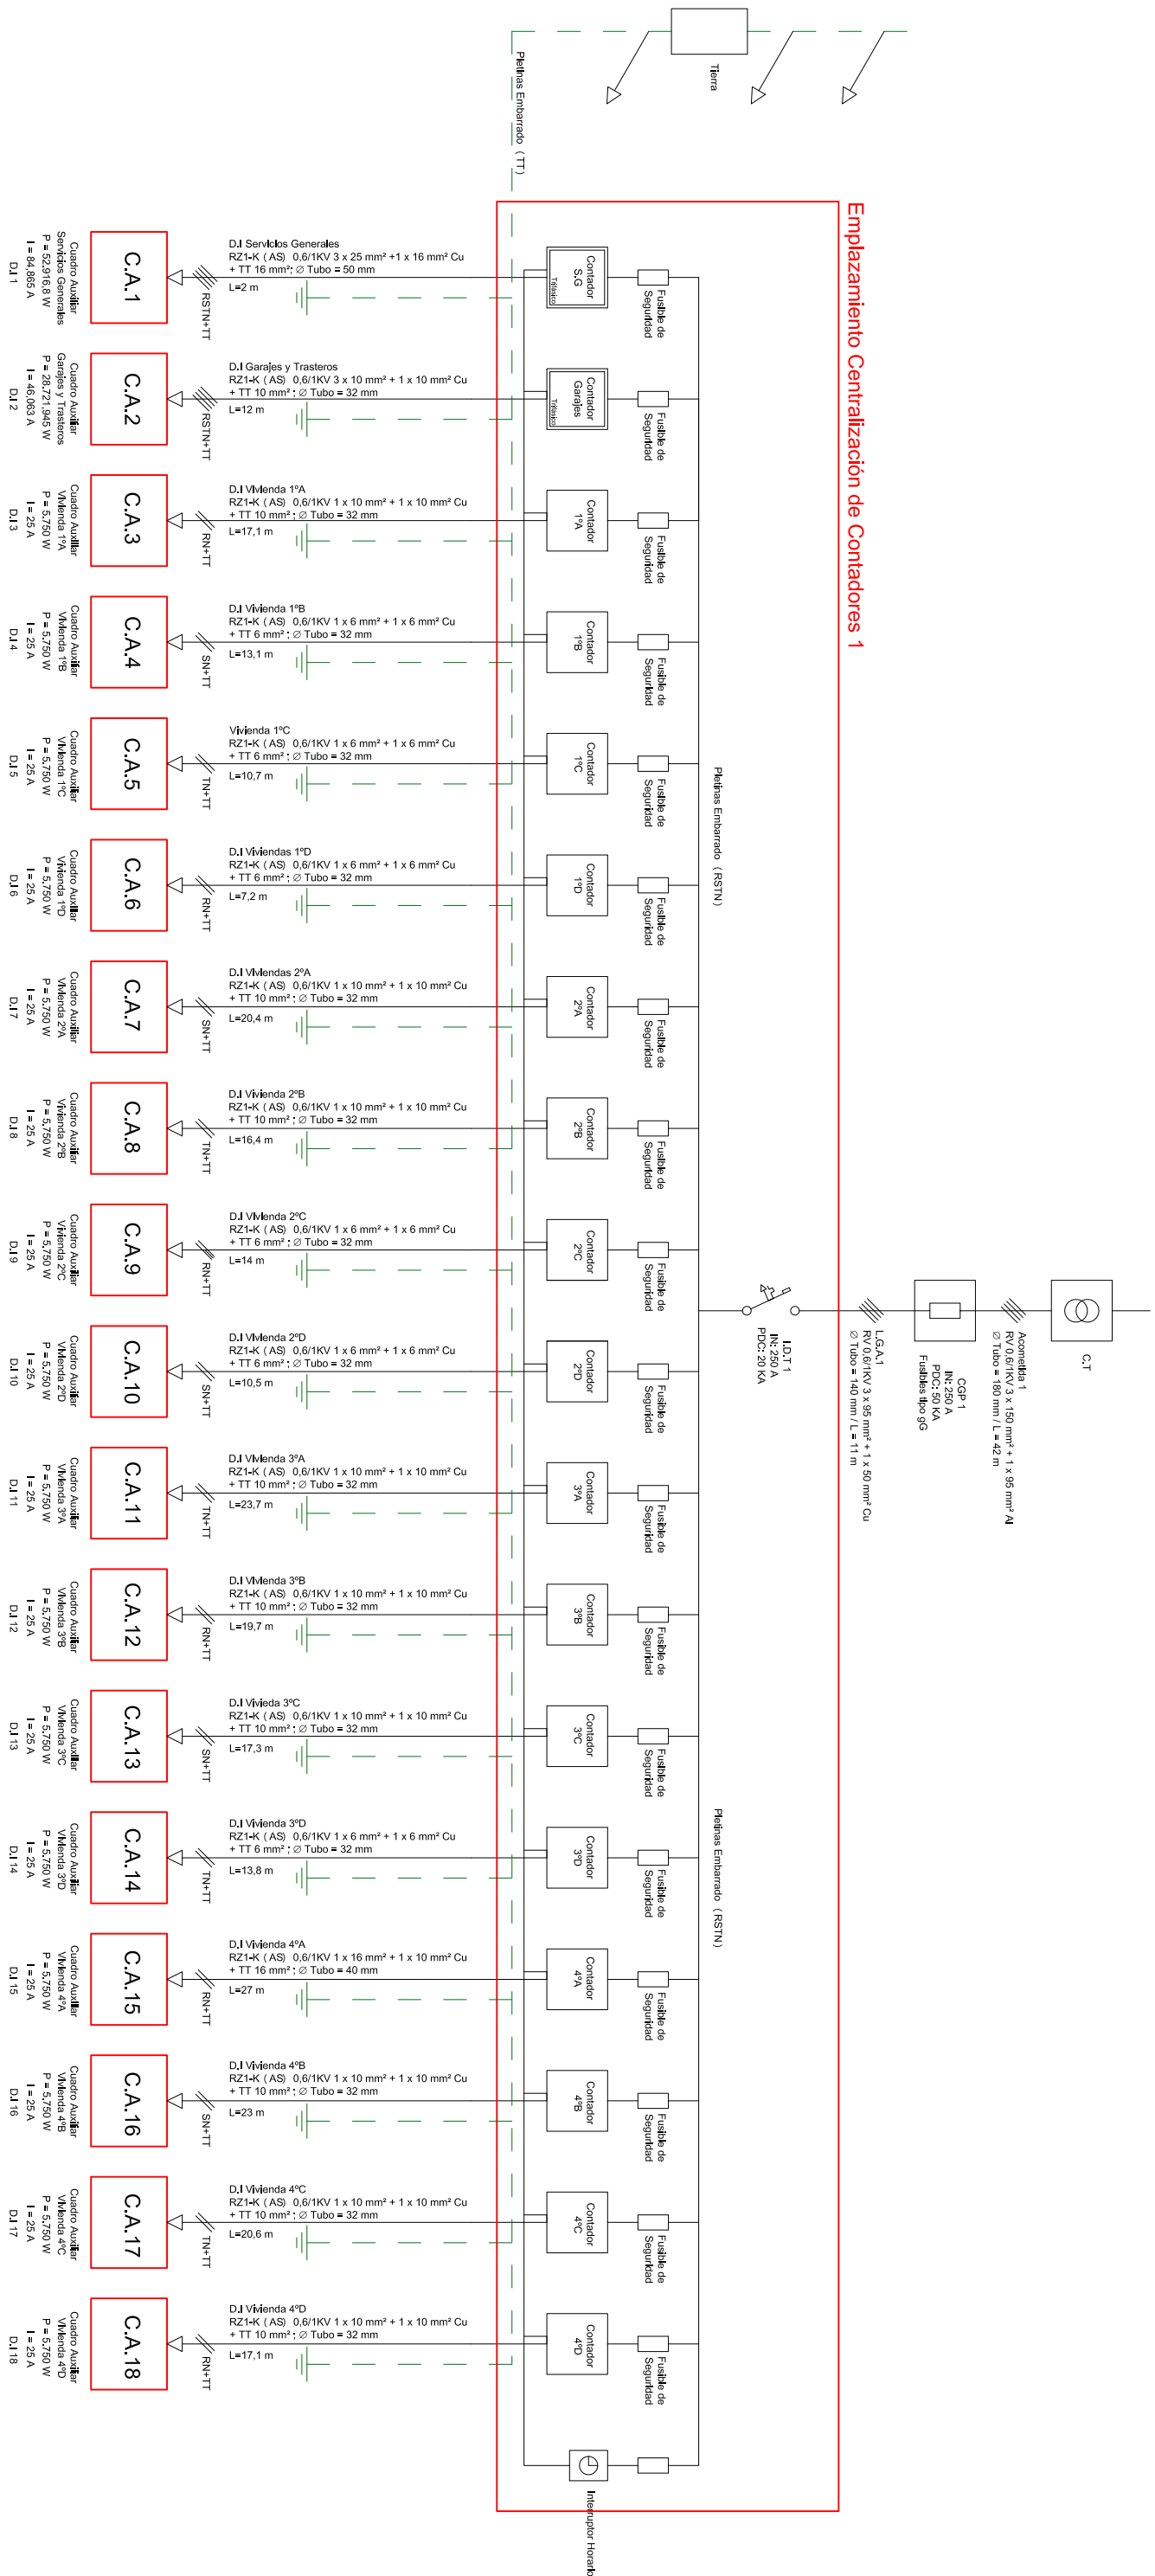 Tierra
Pletinas Embarrado (TT)
Emplazamiento Centralización de Contadores 1
C.T
Acometida 1
RV 0,6/1KV 3 x 150 mm² + 1 x 95 mm² Al
Ø Tubo = 180 mm / L = 42 m
CGP 1
IN: 250 A
PDC: 50 KA
Fusibles tipo gG
L.G.A.1
RV 0,6/1KV 3 x 95 mm² + 1 x 50 mm² Cu
Ø Tubo = 140 mm / L = 11 m
I.D.T 1
IN: 250 A
PDC: 20 KA
Pletinas Embarrado (RSTN)
Pletinas Embarrado (RSTN)
Fusible de
Seguridad
Contador
S.G
Trifásico
D.I Servicios Generales
RZ1-K (AS) 0,6/1KV 3 x 25 mm² +1 x 16 mm² Cu
+ TT 16 mm²; Ø Tubo = 50 mm
L=2 m
RSTN+TT
C.A.1
Cuadro Auxiliar
Servicios Generales
P = 52.916,8 W
I = 84,865 A
D.I 1
Fusible de
Seguridad
Contador
Garajes
Trifásico
D.I Garajes y Trasteros
RZ1-K (AS) 0,6/1KV 3 x 10 mm² + 1 x 10 mm² Cu
+ TT 10 mm² ; Ø Tubo = 32 mm
L=12 m
RSTN+TT
C.A.2
Cuadro Auxiliar
Garajes y Trasteros
P = 28.721,945 W
I = 46,063 A
D.I 2
Fusible de
Seguridad
Contador
1ºA
D.I Vivienda 1ºA
RZ1-K (AS) 0,6/1KV 1 x 10 mm² + 1 x 10 mm² Cu
+ TT 10 mm² ; Ø Tubo = 32 mm
L=17,1 m
RN+TT
C.A.3
Cuadro Auxiliar
Vivienda 1ºA
P = 5.750 W
I = 25 A
D.I 3
Fusible de
Seguridad
Contador
1ºB
D.I Vivienda 1ºB
RZ1-K (AS) 0,6/1KV 1 x 6 mm² + 1 x 6 mm² Cu
+ TT 6 mm² ; Ø Tubo = 32 mm
L=13,1 m
SN+TT
C.A.4
Cuadro Auxiliar
Vivienda 1ºB
P = 5.750 W
I = 25 A
D.I 4
Fusible de
Seguridad
Contador
1ºC
Vivienda 1ºC
RZ1-K (AS) 0,6/1KV 1 x 6 mm² + 1 x 6 mm² Cu
+ TT 6 mm² ; Ø Tubo = 32 mm
L=10,7 m
TN+TT
C.A.5
Cuadro Auxiliar
Vivienda 1ºC
P = 5.750 W
I = 25 A
D.I 5
Fusible de
Seguridad
Contador
1ºD
D.I Viviendas 1ºD
RZ1-K (AS) 0,6/1KV 1 x 6 mm² + 1 x 6 mm² Cu
+ TT 6 mm² ; Ø Tubo = 32 mm
L=7,2 m
RN+TT
C.A.6
Cuadro Auxiliar
Vivienda 1ºD
P = 5.750 W
I = 25 A
D.I 6
Fusible de
Seguridad
Contador
2ºA
D.I Viviendas 2ºA
RZ1-K (AS) 0,6/1KV 1 x 10 mm² + 1 x 10 mm² Cu
+ TT 10 mm² ; Ø Tubo = 32 mm
L=20,4 m
SN+TT
C.A.7
Cuadro Auxiliar
Vivienda 2ºA
P = 5.750 W
I = 25 A
D.I 7
Fusible de
Seguridad
Contador
2ºB
D.I Vivienda 2ºB
RZ1-K (AS) 0,6/1KV 1 x 10 mm² + 1 x 10 mm² Cu
+ TT 10 mm² ; Ø Tubo = 32 mm
L=16,4 m
TN+TT
C.A.8
Cuadro Auxiliar
Vivienda 2ºB
P = 5.750 W
I = 25 A
D.I 8
Fusible de
Seguridad
Contador
2ºC
D.I Vivienda 2ºC
RZ1-K (AS) 0,6/1KV 1 x 6 mm² + 1 x 6 mm² Cu
+ TT 6 mm² ; Ø Tubo = 32 mm
L=14 m
RN+TT
C.A.9
Cuadro Auxiliar
Vivienda 2ºC
P = 5.750 W
I = 25 A
D.I 9
Fusible de
Seguridad
Contador
2ºD
D.I Vivienda 2ºD
RZ1-K (AS) 0,6/1KV 1 x 6 mm² + 1 x 6 mm² Cu
+ TT 6 mm² ; Ø Tubo = 32 mm
L=10,5 m
SN+TT
C.A.10
Cuadro Auxiliar
Vivienda 2ºD
P = 5.750 W
I = 25 A
D.I 10
Fusible de
Seguridad
Contador
3ºA
D.I Vivienda 3ºA
RZ1-K (AS) 0,6/1KV 1 x 10 mm² + 1 x 10 mm² Cu
+ TT 10 mm² ; Ø Tubo = 32 mm
L=23,7 m
TN+TT
C.A.11
Cuadro Auxiliar
Vivienda 3ºA
P = 5.750 W
I = 25 A
D.I 11
Fusible de
Seguridad
Contador
3ºB
D.I Vivienda 3ºB
RZ1-K (AS) 0,6/1KV 1 x 10 mm² + 1 x 10 mm² Cu
+ TT 10 mm² ; Ø Tubo = 32 mm
L=19,7 m
RN+TT
C.A.12
Cuadro Auxiliar
Vivienda 3ºB
P = 5.750 W
I = 25 A
D.I 12
Fusible de
Seguridad
Contador
3ºC
D.I Vivieda 3ºC
RZ1-K (AS) 0,6/1KV 1 x 10 mm² + 1 x 10 mm² Cu
+ TT 10 mm² ; Ø Tubo = 32 mm
L=17,3 m
SN+TT
C.A.13
Cuadro Auxiliar
Vivienda 3ºC
P = 5.750 W
I = 25 A
D.I 13
Fusible de
Seguridad
Contador
3ºD
D.I Vivienda 3ºD
RZ1-K (AS) 0,6/1KV 1 x 6 mm² + 1 x 6 mm² Cu
+ TT 6 mm² ; Ø Tubo = 32 mm
L=13,8 m
TN+TT
C.A.14
Cuadro Auxiliar
Vivienda 3ºD
P = 5.750 W
I = 25 A
D.I 14
Fusible de
Seguridad
Contador
4ºA
D.I Vivienda 4ºA
RZ1-K (AS) 0,6/1KV 1 x 16 mm² + 1 x 10 mm² Cu
+ TT 16 mm² ; Ø Tubo = 40 mm
L=27 m
RN+TT
C.A.15
Cuadro Auxiliar
Vivienda 4ºA
P = 5.750 W
I = 25 A
D.I 15
Fusible de
Seguridad
Contador
4ºB
D.I Vivienda 4ºB
RZ1-K (AS) 0,6/1KV 1 x 10 mm² + 1 x 10 mm² Cu
+ TT 10 mm² ; Ø Tubo = 32 mm
L=23 m
SN+TT
C.A.16
Cuadro Auxiliar
Vivienda 4ºB
P = 5.750 W
I = 25 A
D.I 16
Fusible de
Seguridad
Contador
4ºC
D.I Vivienda 4ºC
RZ1-K (AS) 0,6/1KV 1 x 10 mm² + 1 x 10 mm² Cu
+ TT 10 mm² ; Ø Tubo = 32 mm
L=20,6 m
TN+TT
C.A.17
Cuadro Auxiliar
Vivienda 4ºC
P = 5.750 W
I = 25 A
D.I 17
Fusible de
Seguridad
Contador
4ºD
D.I Vivienda 4ºD
RZ1-K (AS) 0,6/1KV 1 x 10 mm² + 1 x 10 mm² Cu
+ TT 10 mm² ; Ø Tubo = 32 mm
L=17,1 m
RN+TT
C.A.18
Cuadro Auxiliar
Vivienda 4ºD
P = 5.750 W
I = 25 A
D.I 18
Interruptor Horario